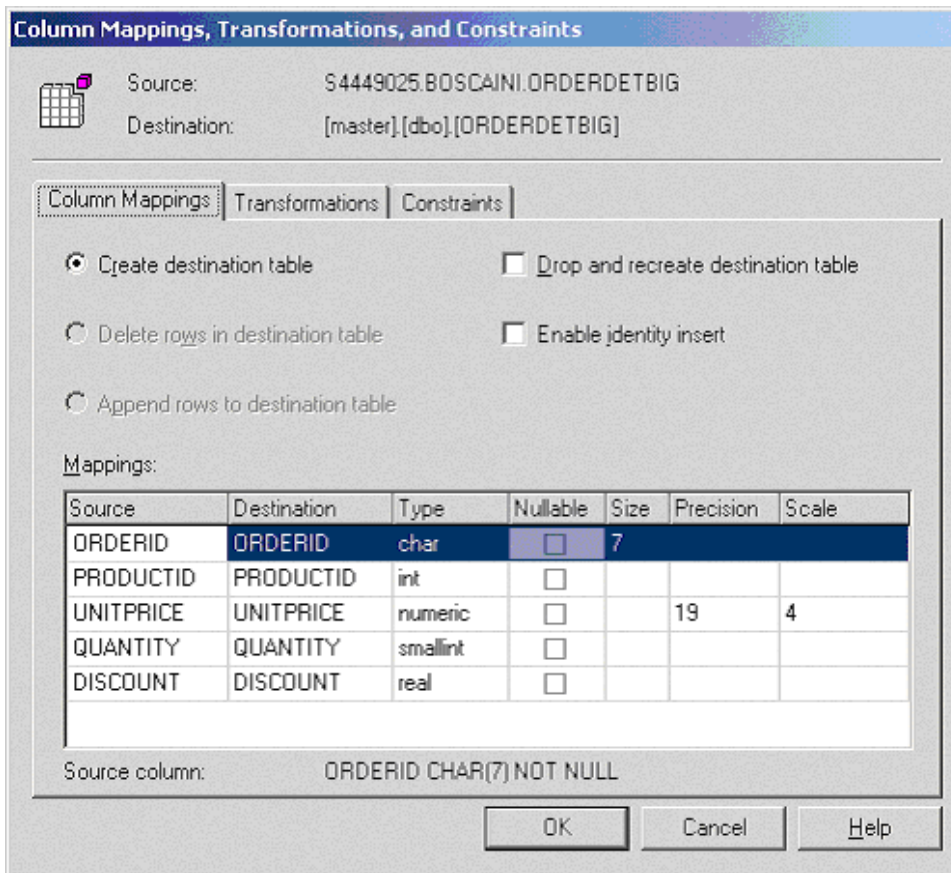 Column Mappings, Transformations, and Constraints
Source: S4449025.BOSCAINI.ORDERDETBIG
Destination: [master].[dbo].[ORDERDETBIG]
Column Mappings Transformations Constraints
Create destination table Drop and recreate destination table
Delete rows in destination table Enable identity insert
Append rows to destination table
Mappings:
Source Destination Type Nullable Size Precision Scale
ORDERID ORDERID char 7
PRODUCTID PRODUCTID int
UNITPRICE UNITPRICE numeric 19 4
QUANTITY QUANTITY smallint
DISCOUNT DISCOUNT real
Source column: ORDERID CHAR(7) NOT NULL
OK Cancel Help